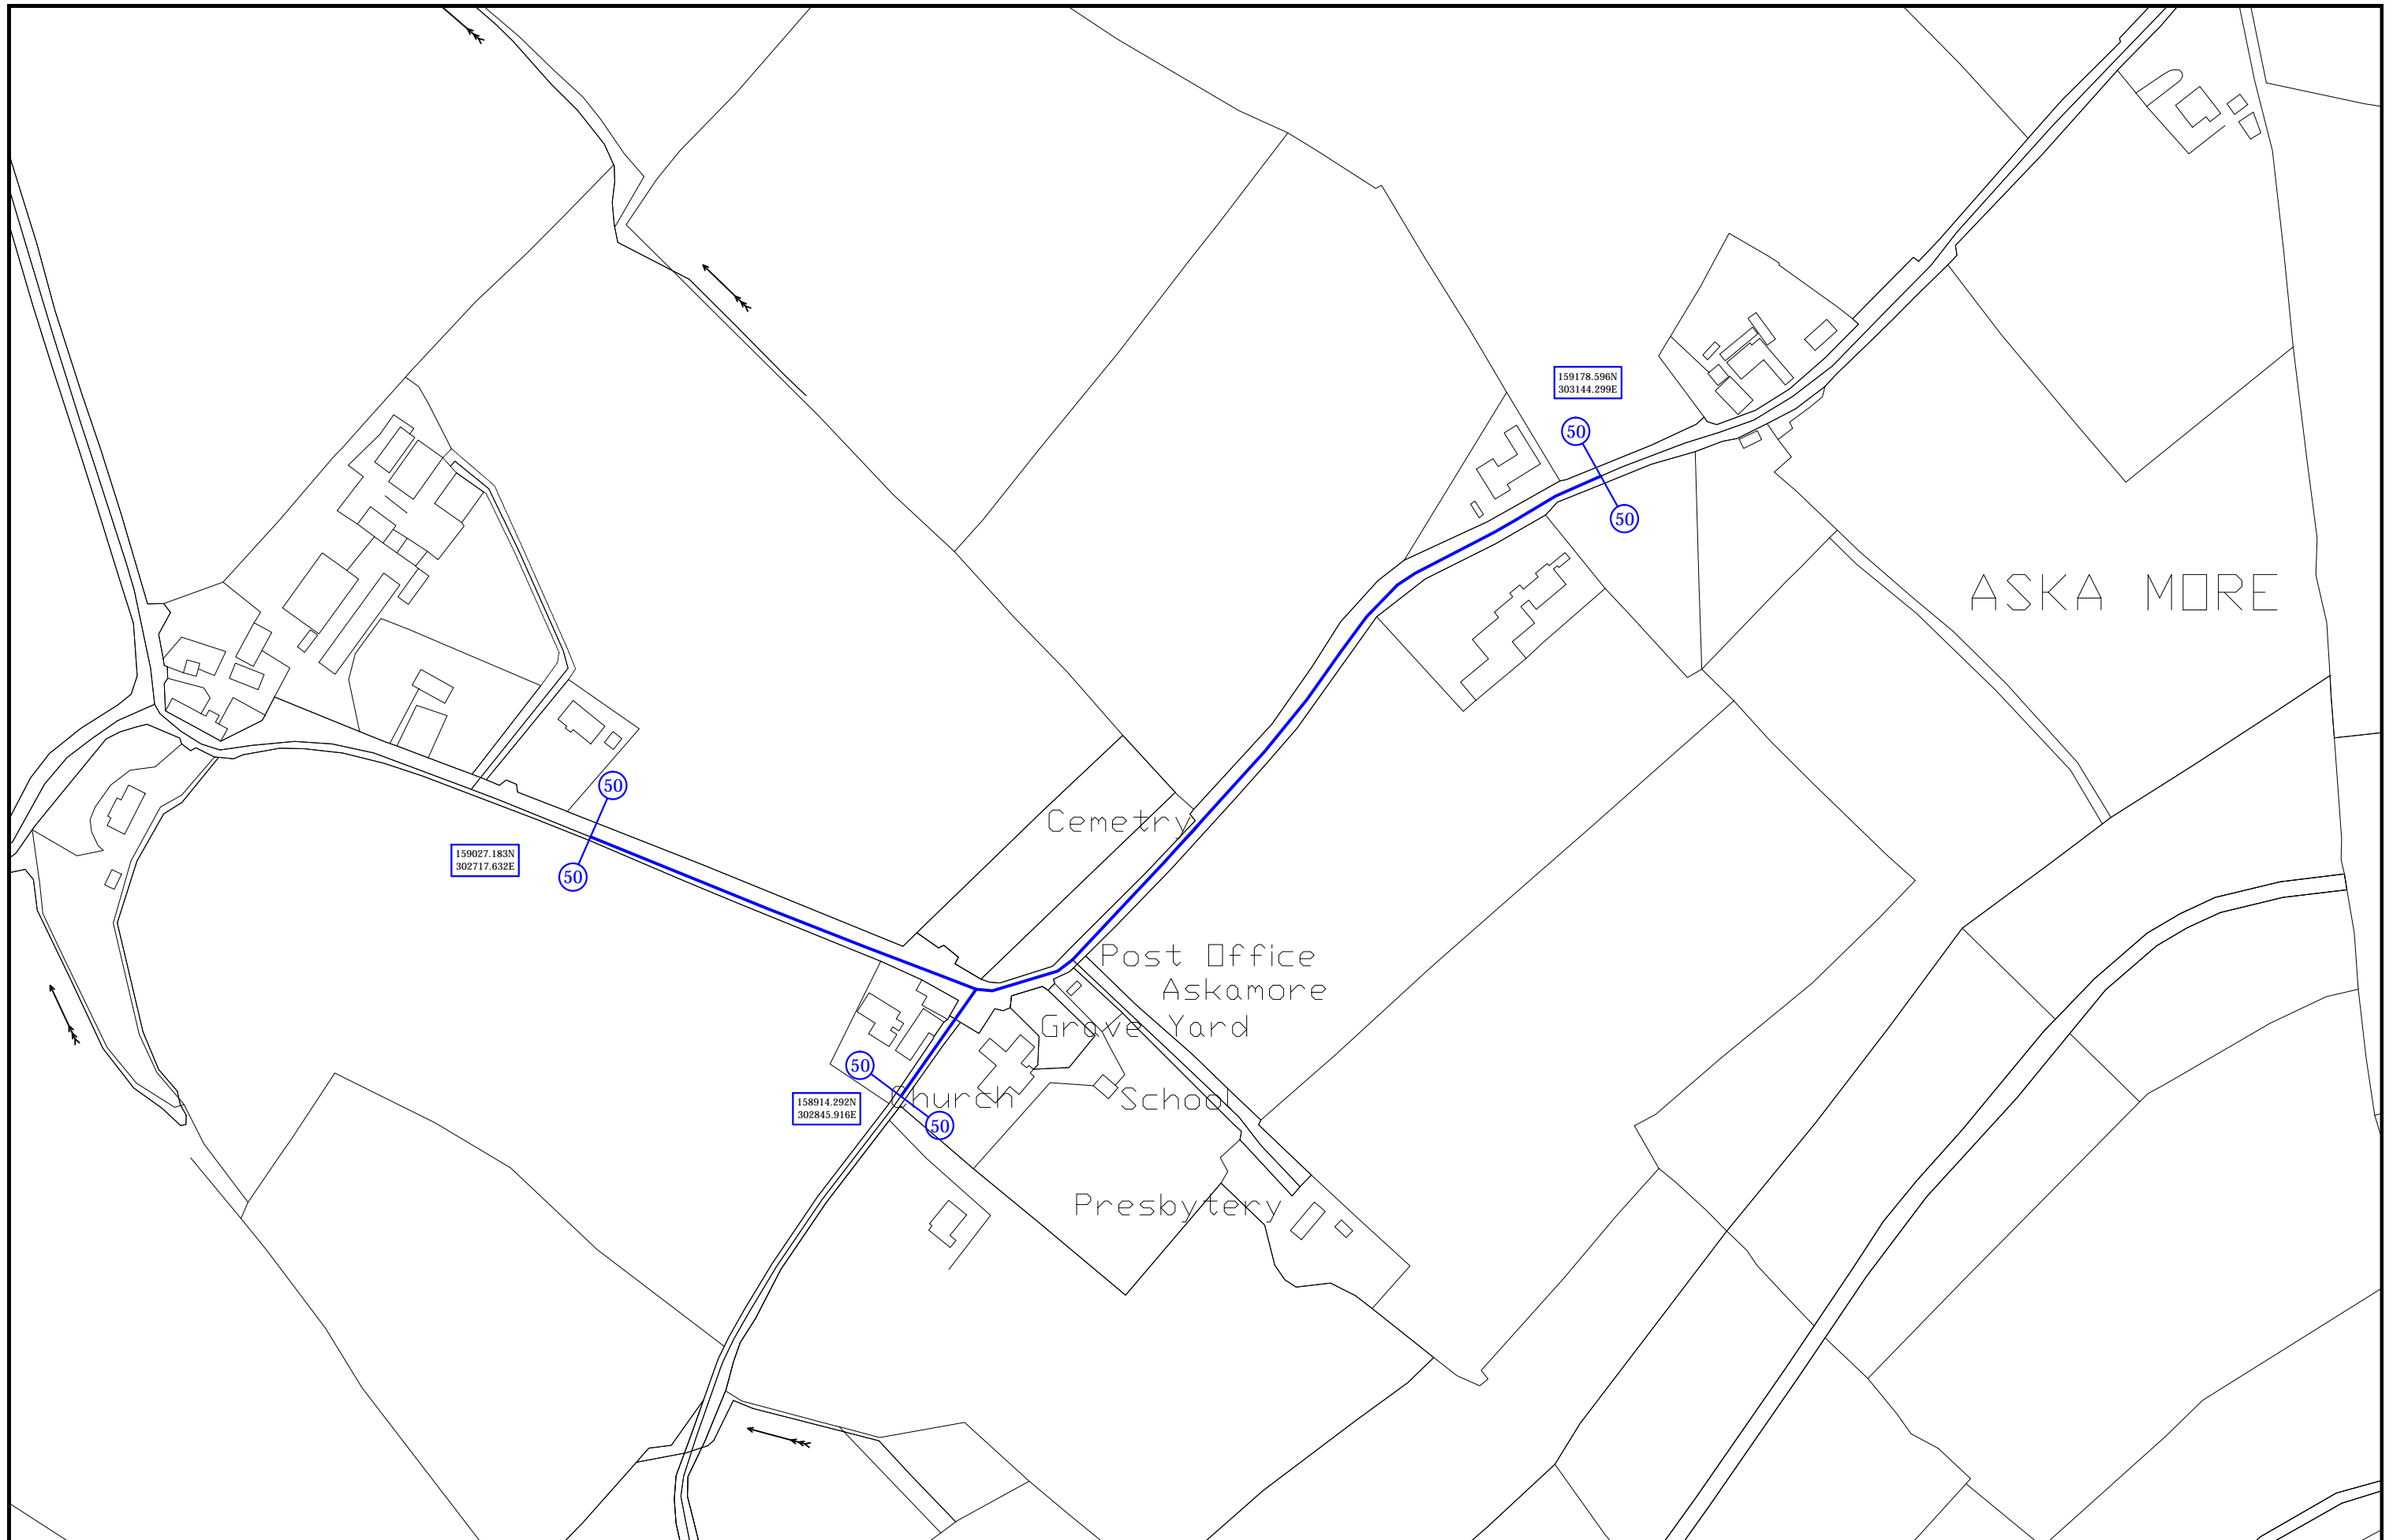 159178.596N
303144.299E
50
50
ASKA MORE
50
Cemetry
159027.183N
302717.632E
50
Post Office
Askamore
Grave Yard
50
Church
School
158914.292N
302845.916E
50
Presbytery